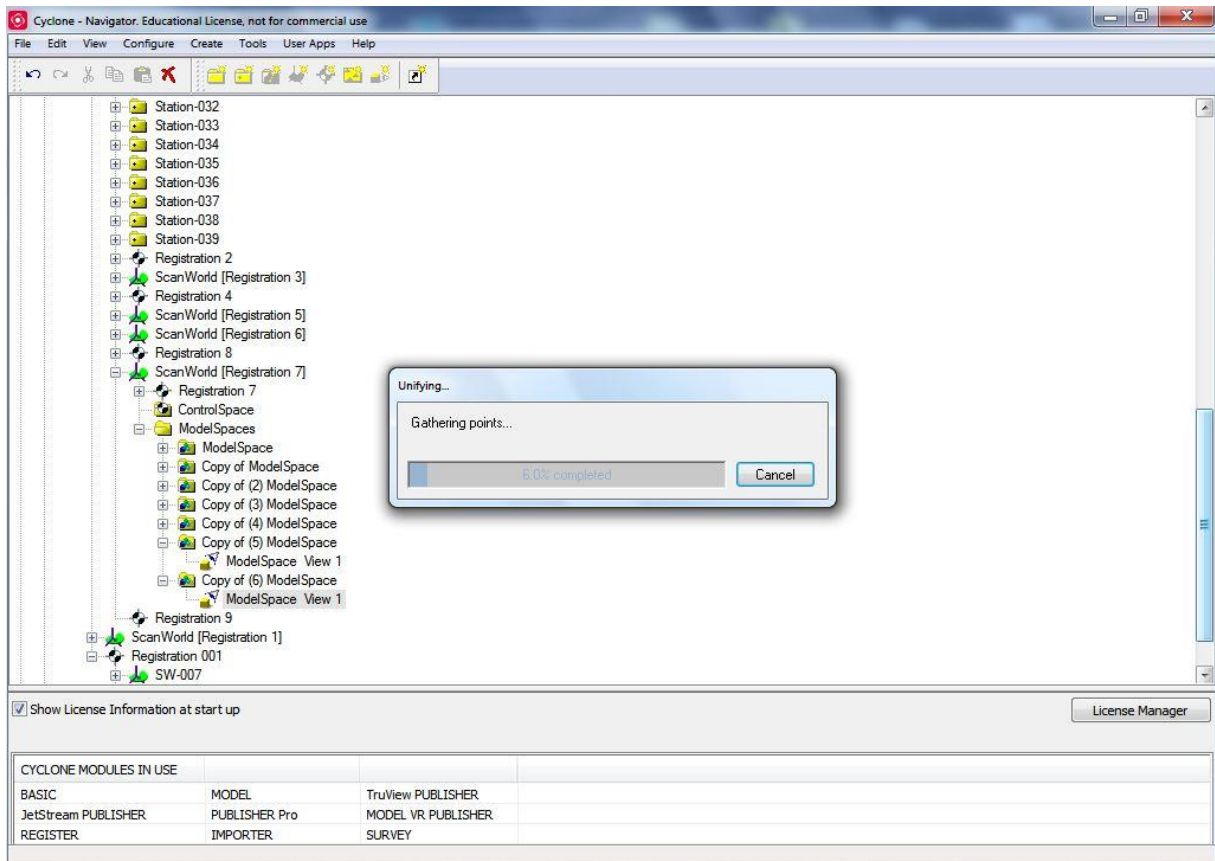 Cyclone - Navigator. Educational License, not for commercial use
File Edit View Configure Create Tools User Apps Help
Station-032
Station-033
Station-034
Station-035
Station-036
Station-037
Station-038
Station-039
Registration 2
ScanWorld [Registration 3]
Registration 4
ScanWorld [Registration 5]
ScanWorld [Registration 6]
Registration 8
ScanWorld [Registration 7]
Registration 7
ControlSpace
ModelSpaces
ModelSpace
Copy of ModelSpace
Copy of (2) ModelSpace
Copy of (3) ModelSpace
Copy of (4) ModelSpace
Copy of (5) ModelSpace
ModelSpace View 1
Copy of (6) ModelSpace
ModelSpace View 1
Registration 9
ScanWorld [Registration 1]
Registration 001
SW-007
Unifying...
Gathering points...
6.0% completed
Cancel
Show License Information at start up
License Manager
CYCLONE MODULES IN USE
BASIC MODEL TruView PUBLISHER
JetStream PUBLISHER PUBLISHER Pro MODEL VR PUBLISHER
REGISTER IMPORTER SURVEY